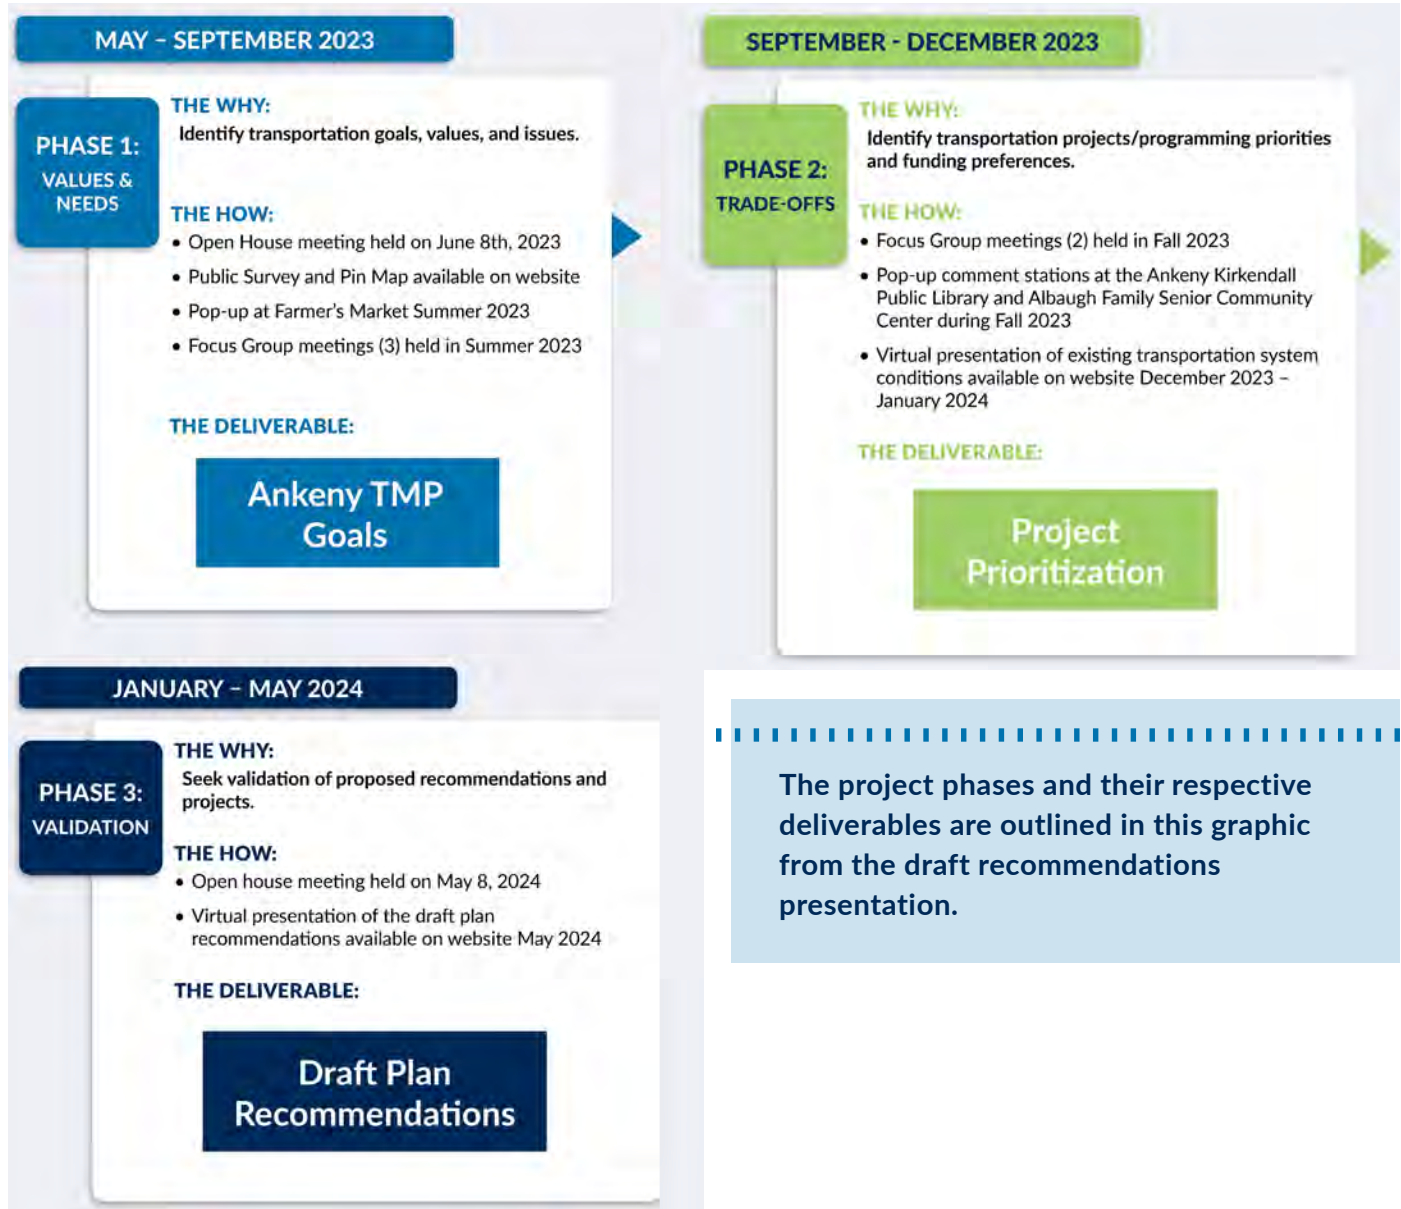 MAY – SEPTEMBER 2023
PHASE 1:
VALUES &
NEEDS
THE WHY:
Identify transportation goals, values, and issues.
THE HOW:
• Open House meeting held on June 8th, 2023
• Public Survey and Pin Map available on website
• Pop-up at Farmer's Market Summer 2023
• Focus Group meetings (3) held in Summer 2023
THE DELIVERABLE:
Ankeny TMP
Goals
SEPTEMBER - DECEMBER 2023
PHASE 2:
TRADE-OFFS
THE WHY:
Identify transportation projects/programming priorities
and funding preferences.
THE HOW:
• Focus Group meetings (2) held in Fall 2023
• Pop-up comment stations at the Ankeny Kirkendall
Public Library and Albaugh Family Senior Community
Center during Fall 2023
• Virtual presentation of existing transportation system
conditions available on website December 2023 –
January 2024
THE DELIVERABLE:
Project
Prioritization
JANUARY – MAY 2024
PHASE 3:
VALIDATION
THE WHY:
Seek validation of proposed recommendations and
projects.
THE HOW:
• Open house meeting held on May 8, 2024
• Virtual presentation of the draft plan
recommendations available on website May 2024
THE DELIVERABLE:
Draft Plan
Recommendations
The project phases and their respective
deliverables are outlined in this graphic
from the draft recommendations
presentation.